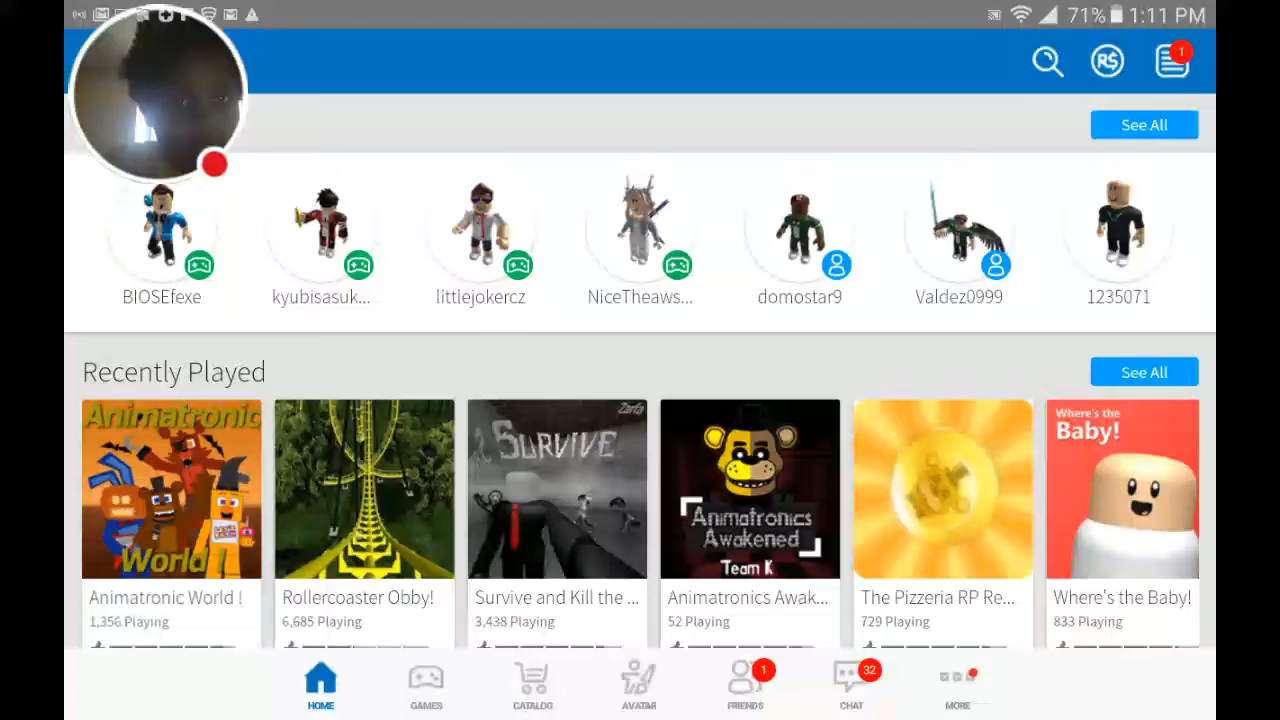 71% 1:11 PM
R$ 1
See All
BIOSEfexe kyubisasuk... littlejokercz NiceTheaws... domostar9 Valdez0999 1235071
Recently Played See All
Animatronic
World !
SURVIVE
Zarfa
Animatronics
Awakened
Team K
Where's the
Baby!
Animatronic World ! Rollercoaster Obby! Survive and Kill the ... Animatronics Awak... The Pizzeria RP Re... Where's the Baby!
1,356 Playing 6,685 Playing 3,438 Playing 52 Playing 729 Playing 833 Playing
1 32
HOME GAMES CATALOG AVATAR FRIENDS CHAT MORE